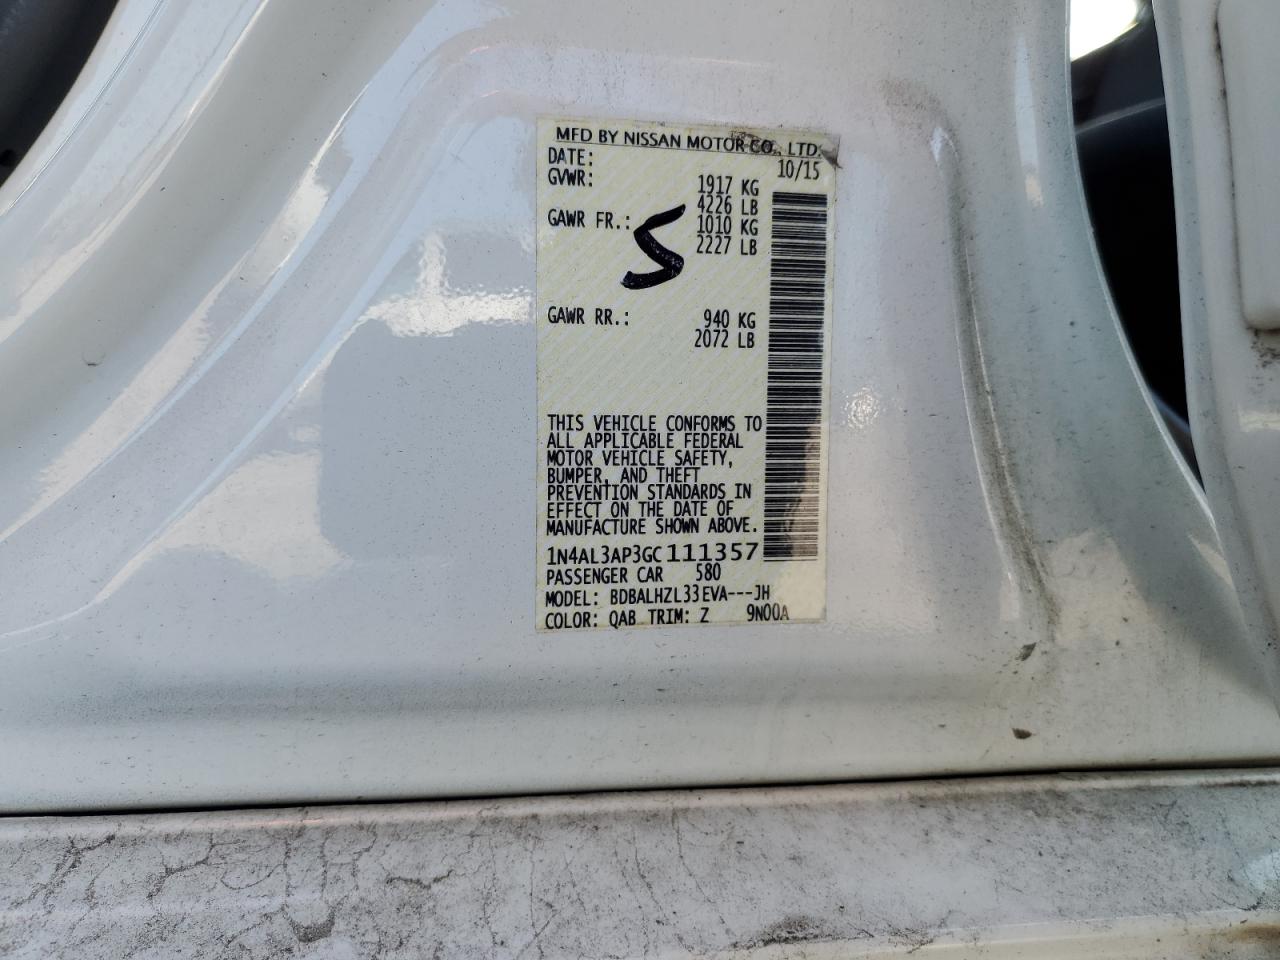 MFD BY NISSAN MOTOR CO., LTD.
DATE: 10/15
GVWR: 1917 KG
4226 LB
GAWR FR.: 1010 KG
2227 LB
S
GAWR RR.: 940 KG
2072 LB
THIS VEHICLE CONFORMS TO
ALL APPLICABLE FEDERAL
MOTOR VEHICLE SAFETY,
BUMPER, AND THEFT
PREVENTION STANDARDS IN
EFFECT ON THE DATE OF
MANUFACTURE SHOWN ABOVE.
1N4AL3AP3GC111357
PASSENGER CAR 580
MODEL: BDBALHZL33EVA---JH
COLOR: QAB TRIM: Z 9N00A